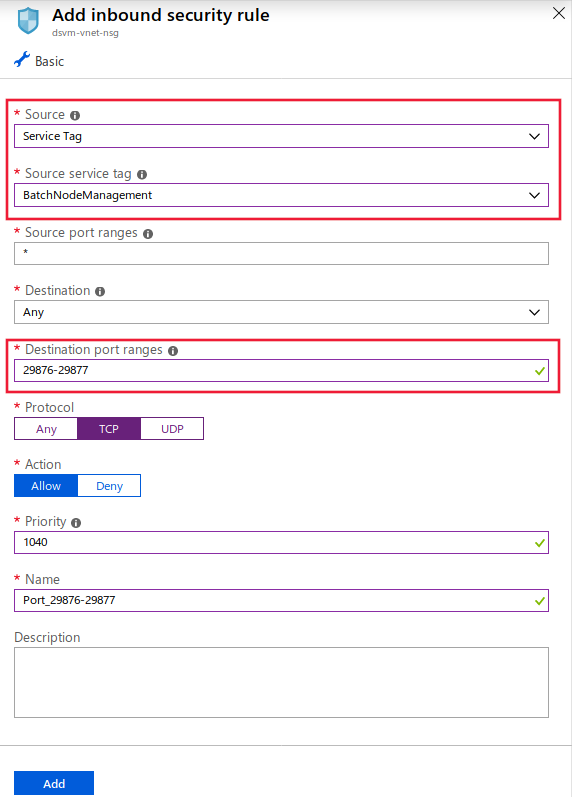 Add inbound security rule
dsvm-vnet-nsg
Basic
* Source
Service Tag
* Source service tag
BatchNodeManagement
* Source port ranges
*
* Destination
Any
* Destination port ranges
29876-29877
* Protocol
Any TCP UDP
* Action
Allow Deny
* Priority
1040
* Name
Port_29876-29877
Description
Add